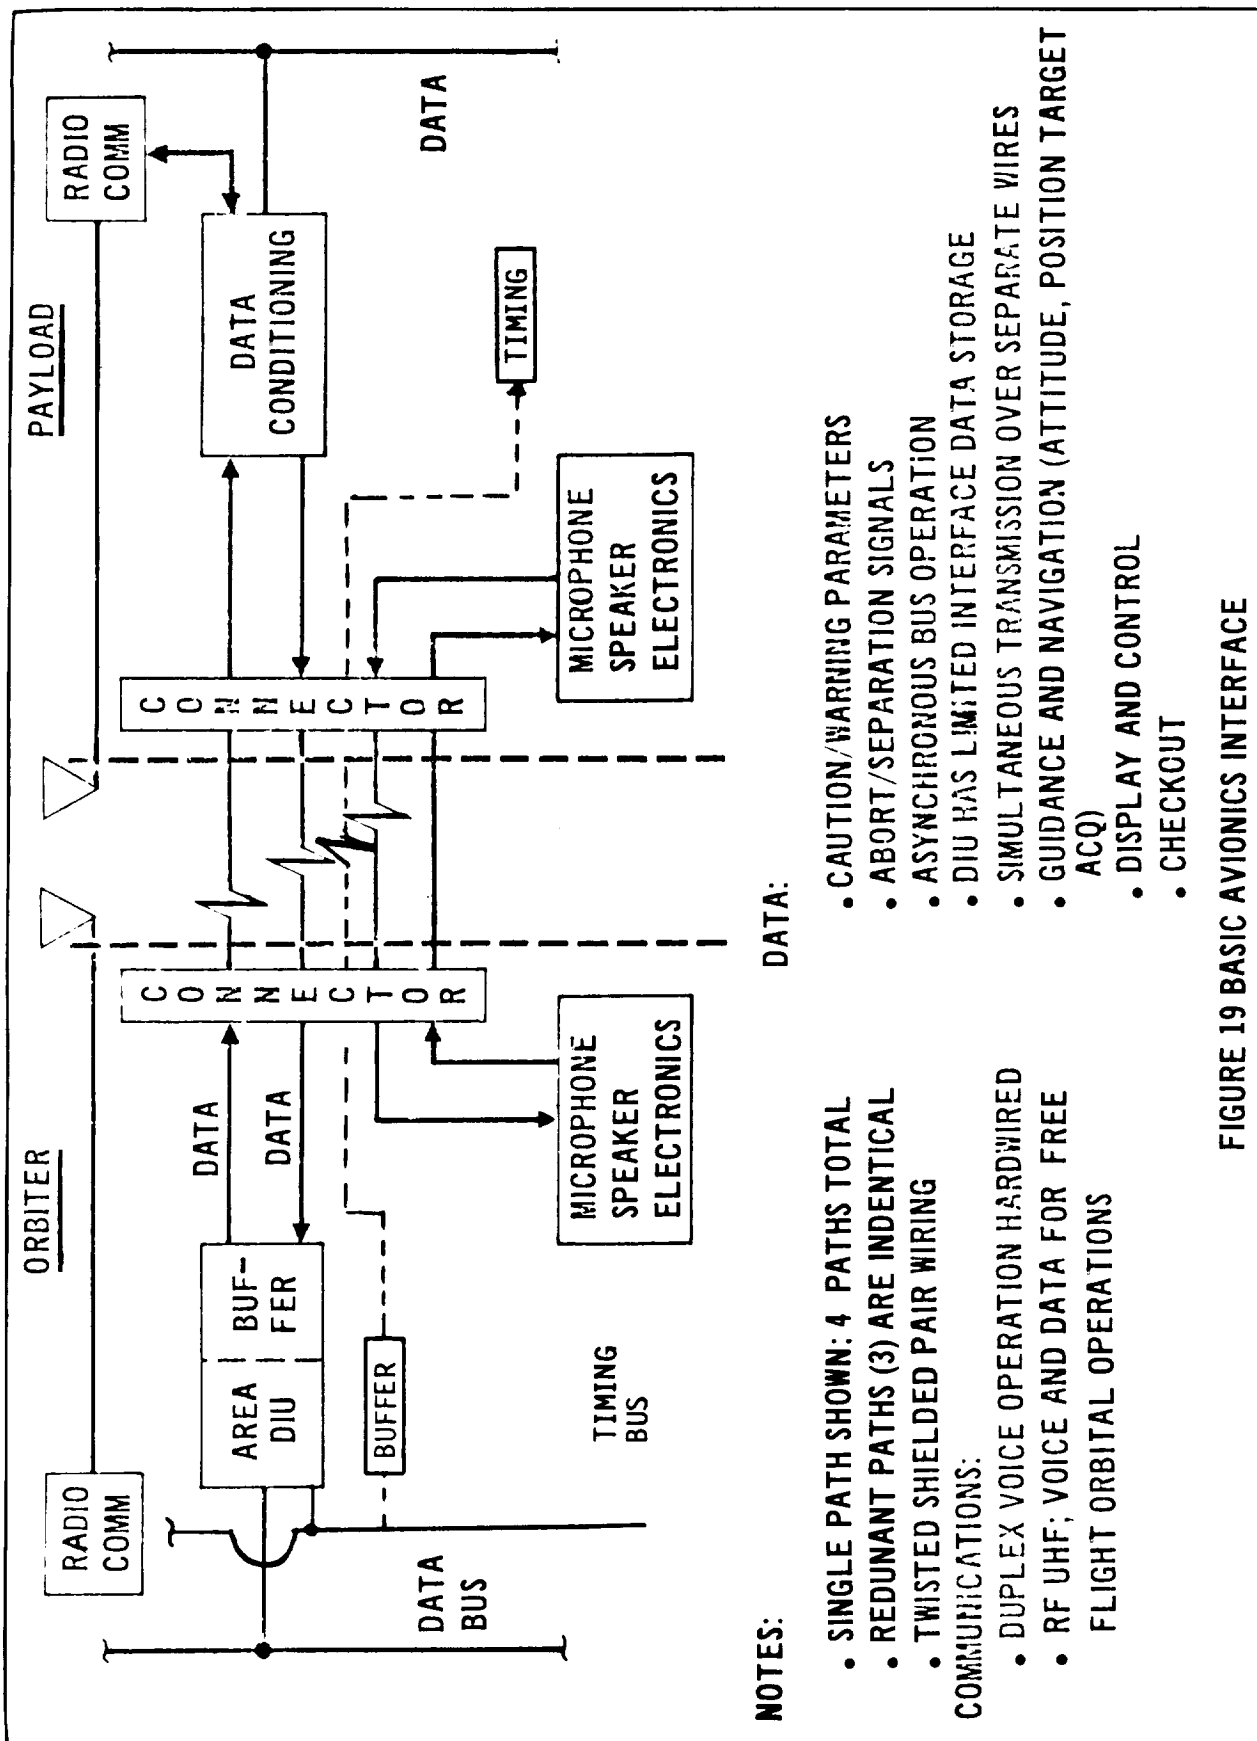 ORBITER
PAYLOAD
RADIO
COMM
RADIO
COMM
AREA
DIU
BUF-
FER
DATA
DATA
CONNECTOR
CONNECTOR
DATA
CONDITIONING
BUFFER
TIMING
DATA
BUS
TIMING
BUS
MICROPHONE
SPEAKER
ELECTRONICS
MICROPHONE
SPEAKER
ELECTRONICS
DATA
NOTES:
• SINGLE PATH SHOWN: 4 PATHS TOTAL
• REDUNANT PATHS (3) ARE INDENTICAL
• TWISTED SHIELDED PAIR WIRING
COMMUNICATIONS:
• DUPLEX VOICE OPERATION HARDWIRED
• RF UHF; VOICE AND DATA FOR FREE
FLIGHT ORBITAL OPERATIONS
DATA:
• CAUTION/WARNING PARAMETERS
• ABORT/SEPARATION SIGNALS
• ASYNCHRONOUS BUS OPERATION
• DIU HAS LIMITED INTERFACE DATA STORAGE
• SIMULTANEOUS TRANSMISSION OVER SEPARATE WIRES
• GUIDANCE AND NAVIGATION (ATTITUDE, POSITION TARGET
ACQ)
• DISPLAY AND CONTROL
• CHECKOUT
FIGURE 19 BASIC AVIONICS INTERFACE